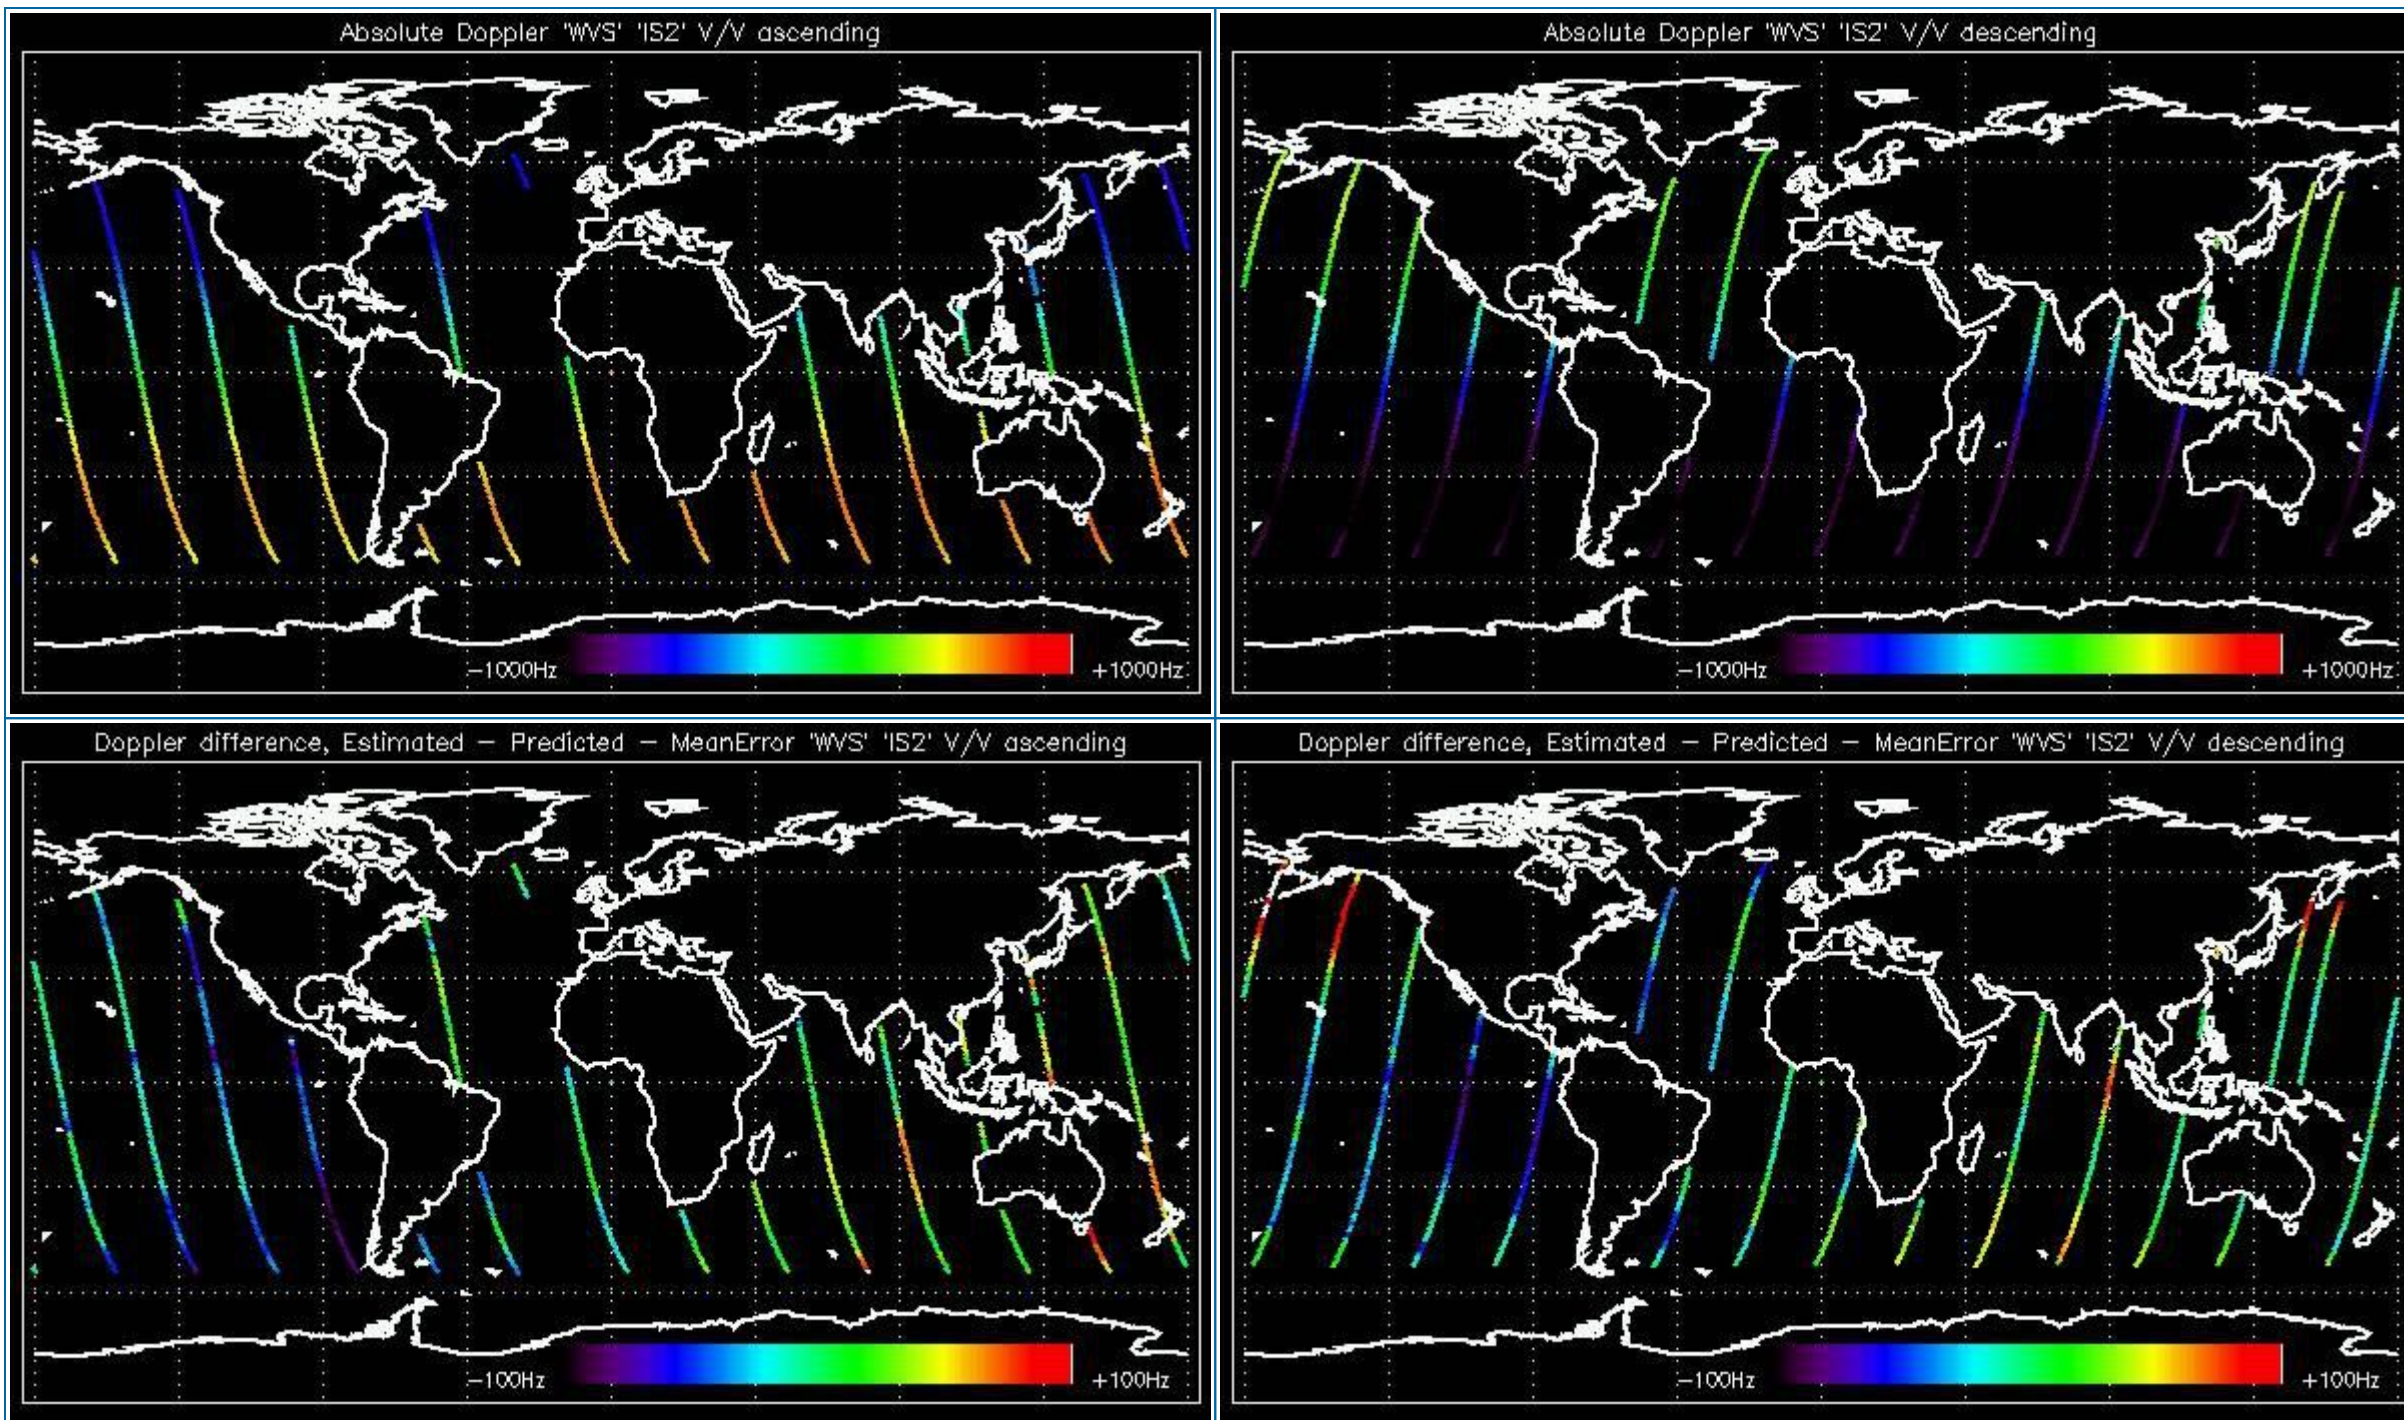 Absolute Doppler 'WVS' 'IS2' V/V ascending
-1000Hz +1000Hz
Absolute Doppler 'WVS' 'IS2' V/V descending
-1000Hz +1000Hz
Doppler difference, Estimated - Predicted - MeanError 'WVS' 'IS2' V/V ascending
-100Hz +100Hz
Doppler difference, Estimated - Predicted - MeanError 'WVS' 'IS2' V/V descending
-100Hz +100Hz